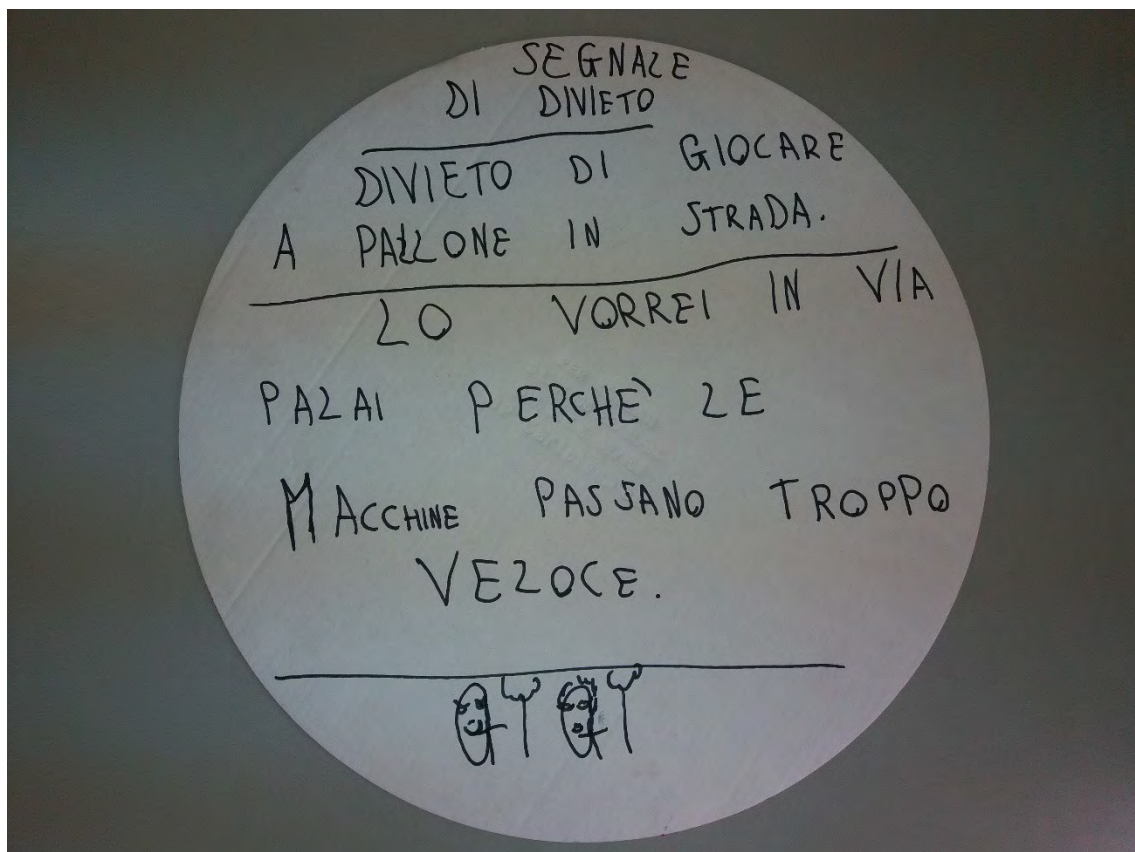 SEGNALE
DI DIVIETO
DIVIETO DI GIOCARE
A PALLONE IN STRADA.
LO VORREI IN VIA
PALAI PERCHÈ LE
MACCHINE PASSANO TROPPO
VELOCE.